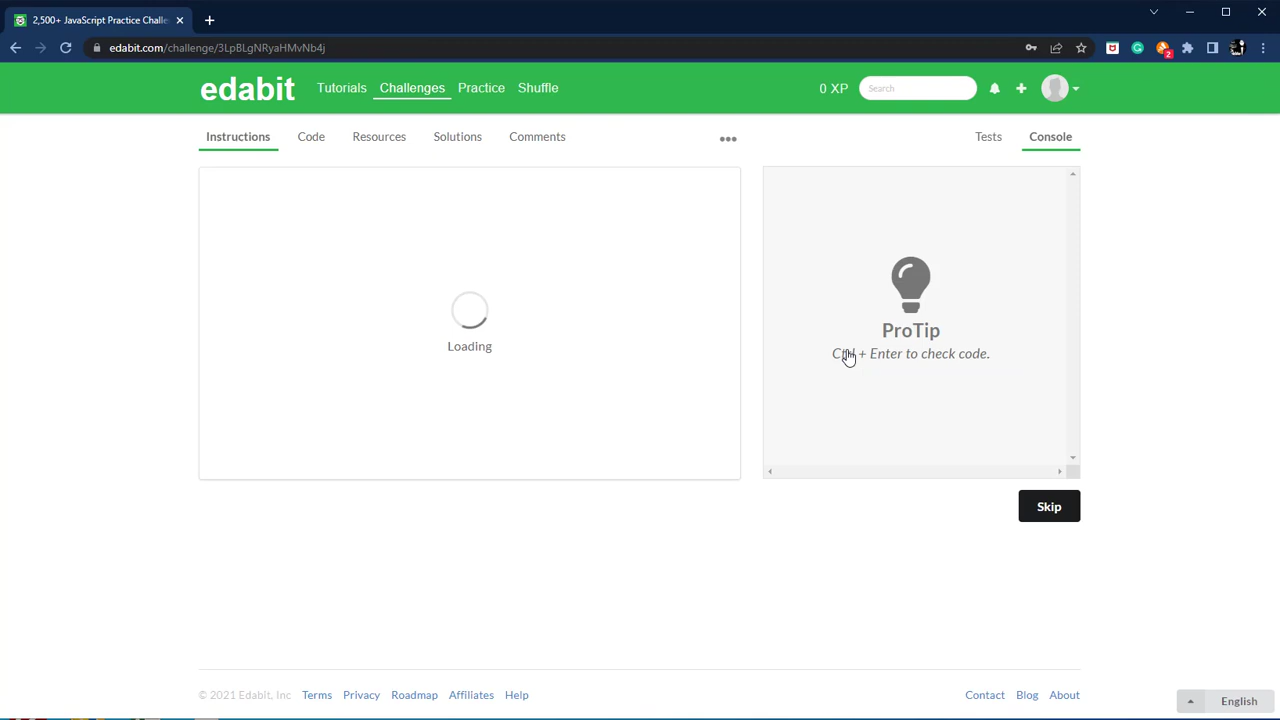 2,500+ JavaScript Practice Challe
edabit.com/challenge/3LpBLgNRyaHMvNb4j
2
edabit
Tutorials
Challenges
Practice
Shuffle
0 XP
Search
Instructions
Code
Resources
Solutions
Comments
Tests
Console
Loading
ProTip
Ctrl + Enter to check code.
Skip
© 2021 Edabit, Inc
Terms
Privacy
Roadmap
Affiliates
Help
Contact
Blog
About
English